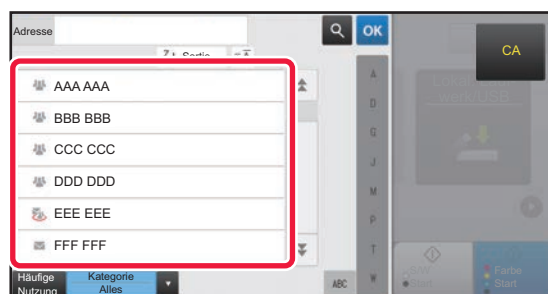 Adresse
OK
CA
AAA AAA
BBB BBB
CCC CCC
DDD DDD
EEE EEE
FFF FFF
A
D
G
J
M
P
T
W
Häufige
Nutzung
Kategorie
Alles
ABC
Start
Farbe
Start